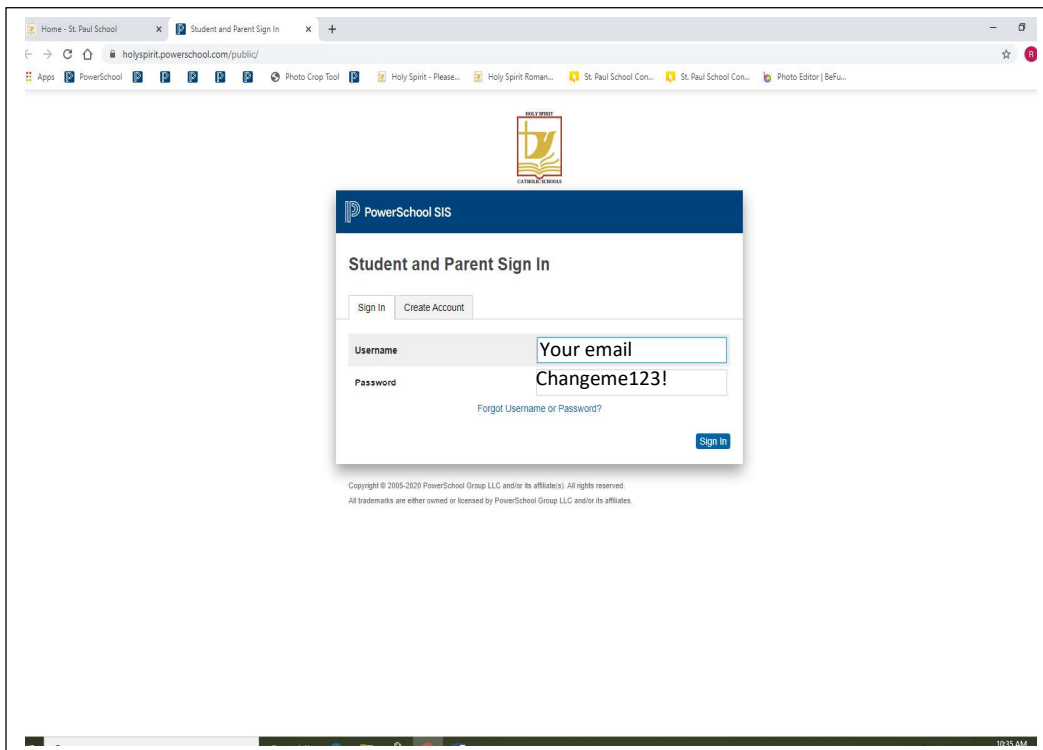 Home - St. Paul School
Student and Parent Sign In
holyspirit.powerschool.com/public/
R
Apps PowerSchool Photo Crop Tool Holy Spirit - Please... Holy Spirit Roman... St. Paul School Con... St. Paul School Con... Photo Editor | BeFu...
HOLY SPIRIT
CATHOLIC SCHOOLS
PowerSchool SIS
Student and Parent Sign In
Sign In Create Account
Username Your email
Password Changeme123!
Forgot Username or Password?
Sign In
Copyright © 2005-2020 PowerSchool Group LLC and/or its affiliate(s). All rights reserved.
All trademarks are either owned or licensed by PowerSchool Group LLC and/or its affiliates.
10:35 AM